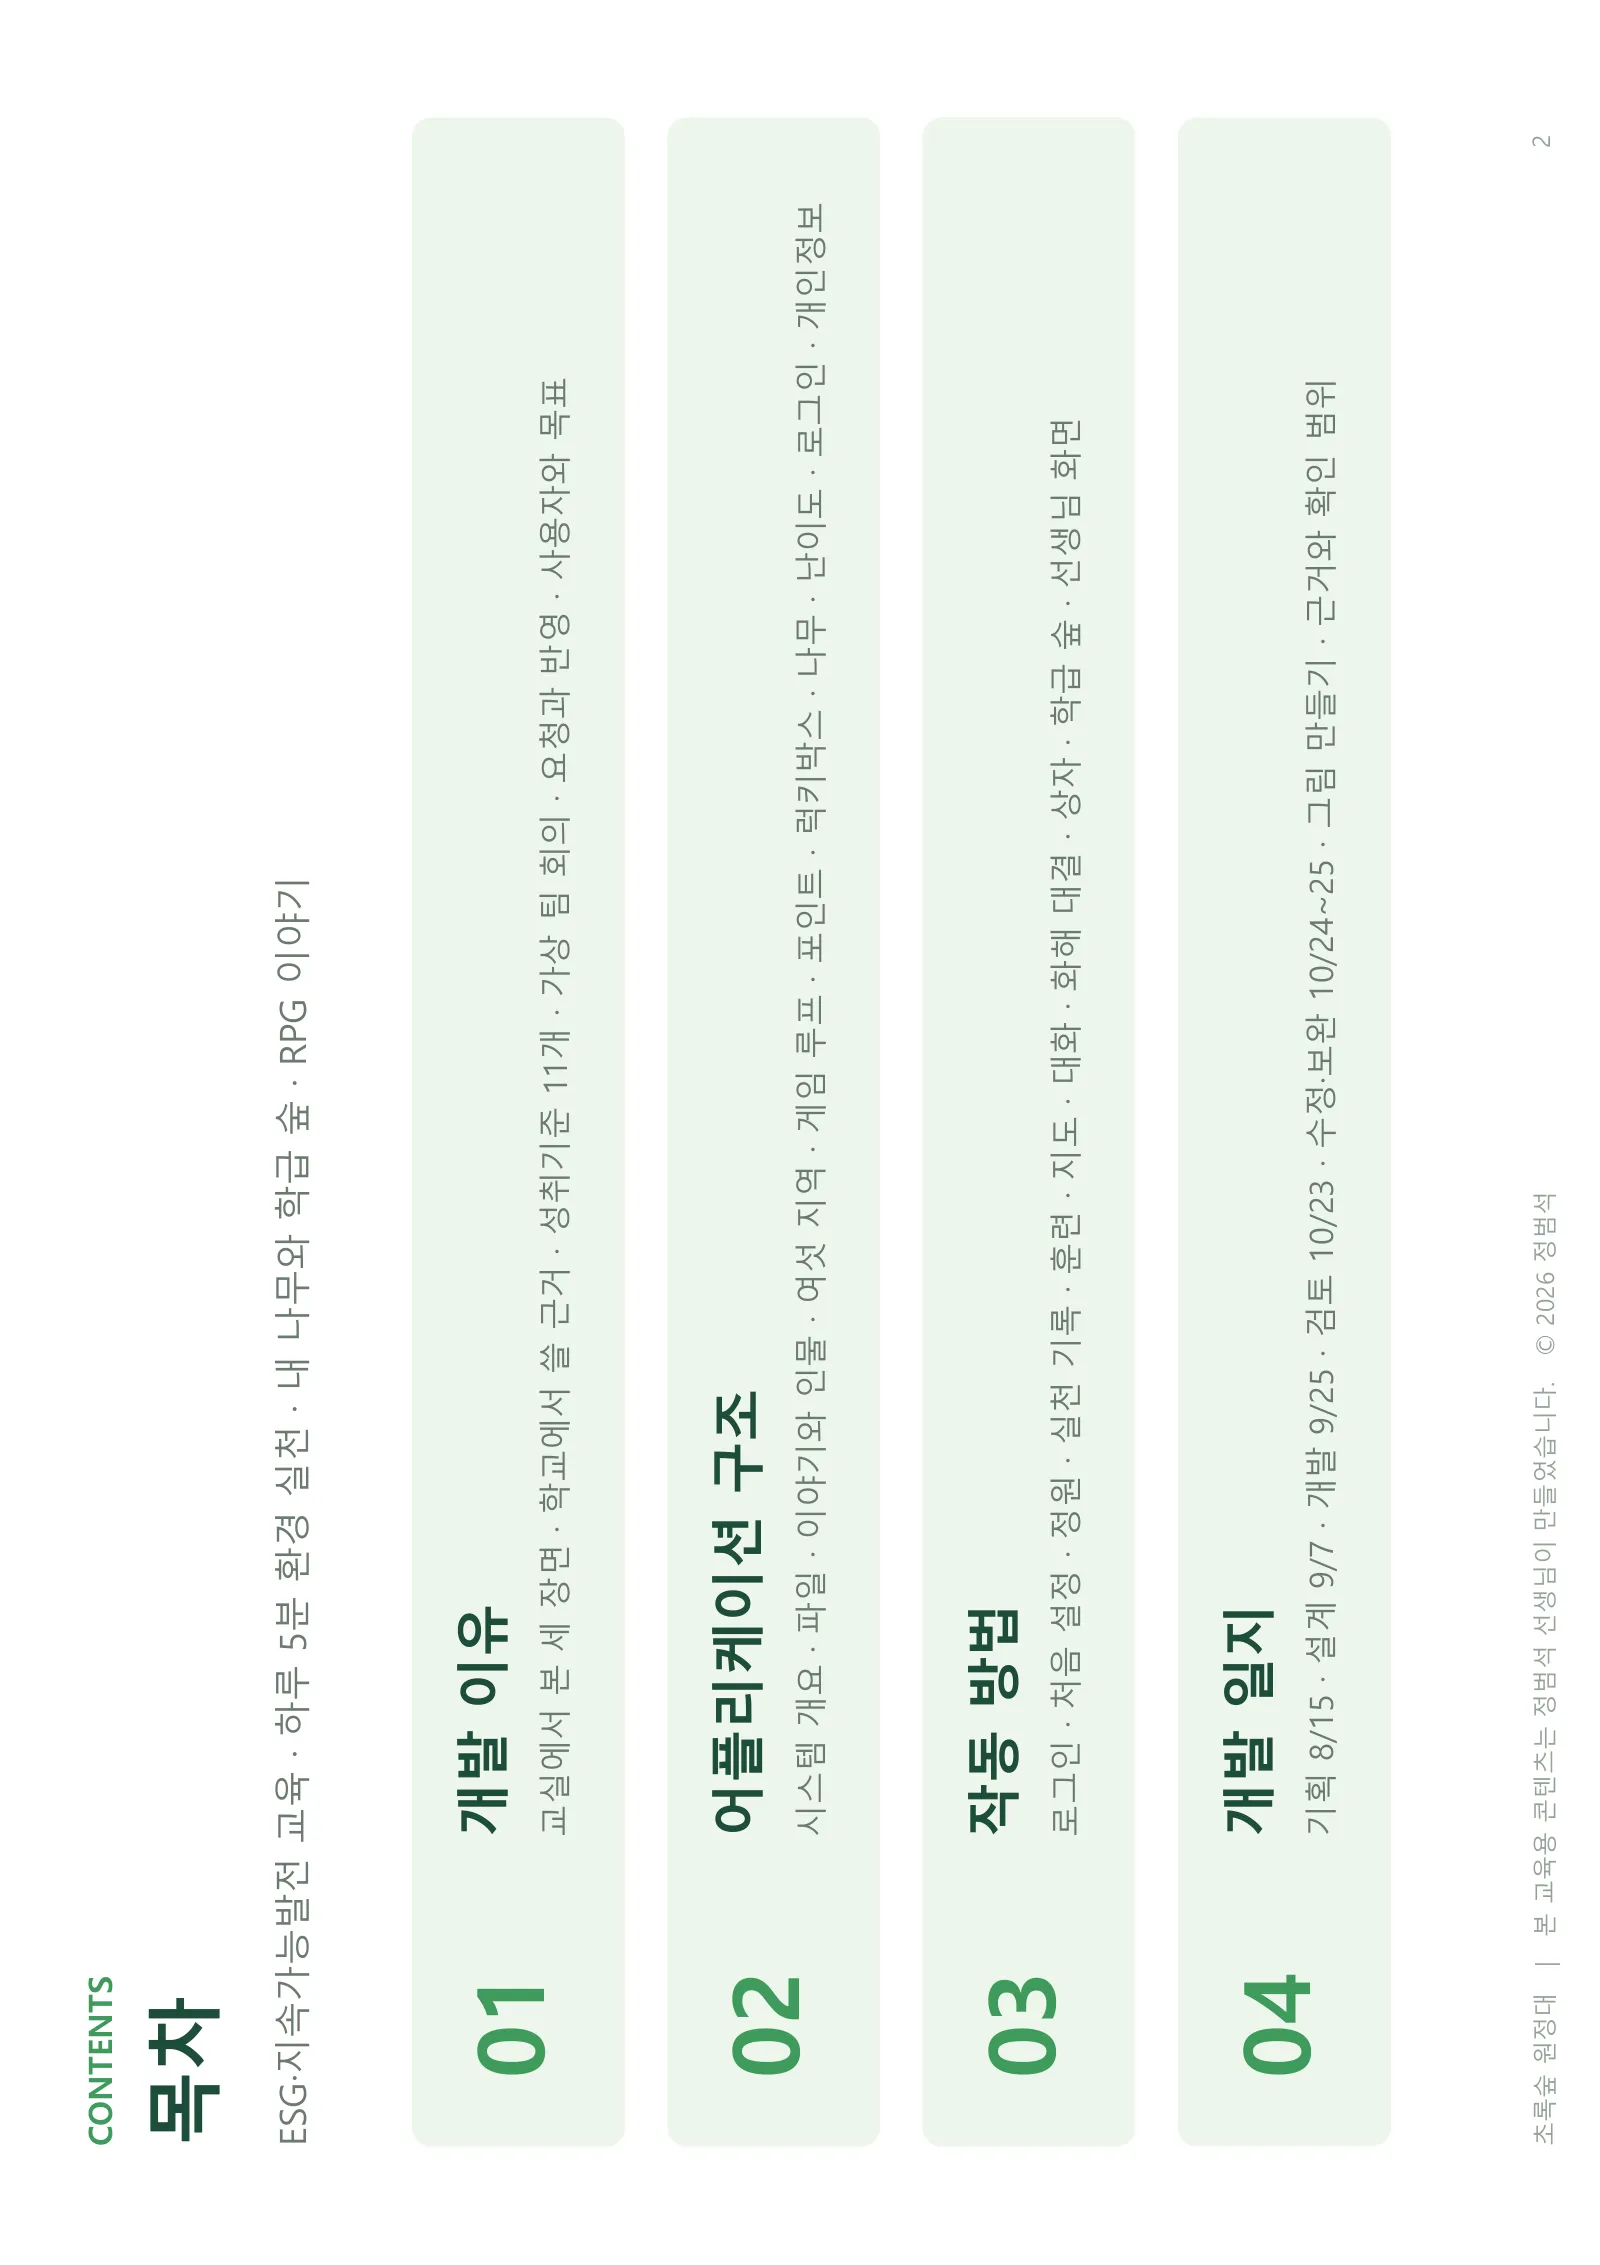 CONTENTS
목차
ESG·지속가능발전 교육 · 하루 5분 환경 실천 · 내 나무와 학급 숲 · RPG 이야기
01
개발 이유
교실에서 본 세 장면 · 학교에서 쓸 근거 · 성취기준 11개 · 가상 팀 회의 · 요청과 반영 · 사용자와 목표
02
어플리케이션 구조
시스템 개요 · 파일 · 이야기와 인물 · 여섯 지역 · 게임 루프 · 포인트 · 럭키박스 · 나무 · 난이도 · 로그인 · 개인정보
03
작동 방법
로그인 · 처음 설정 · 정원 · 실천 기록 · 훈련 · 지도 · 대화 · 화해 대결 · 상자 · 학급 숲 · 선생님 화면
04
개발 일지
기획 8/15 · 설계 9/7 · 개발 9/25 · 검토 10/23 · 수정·보완 10/24~25 · 그림 만들기 · 근거와 확인 범위
초록숲 원정대 | 본 교육용 콘텐츠는 정범석 선생님이 만들었습니다. © 2026 정범석
2